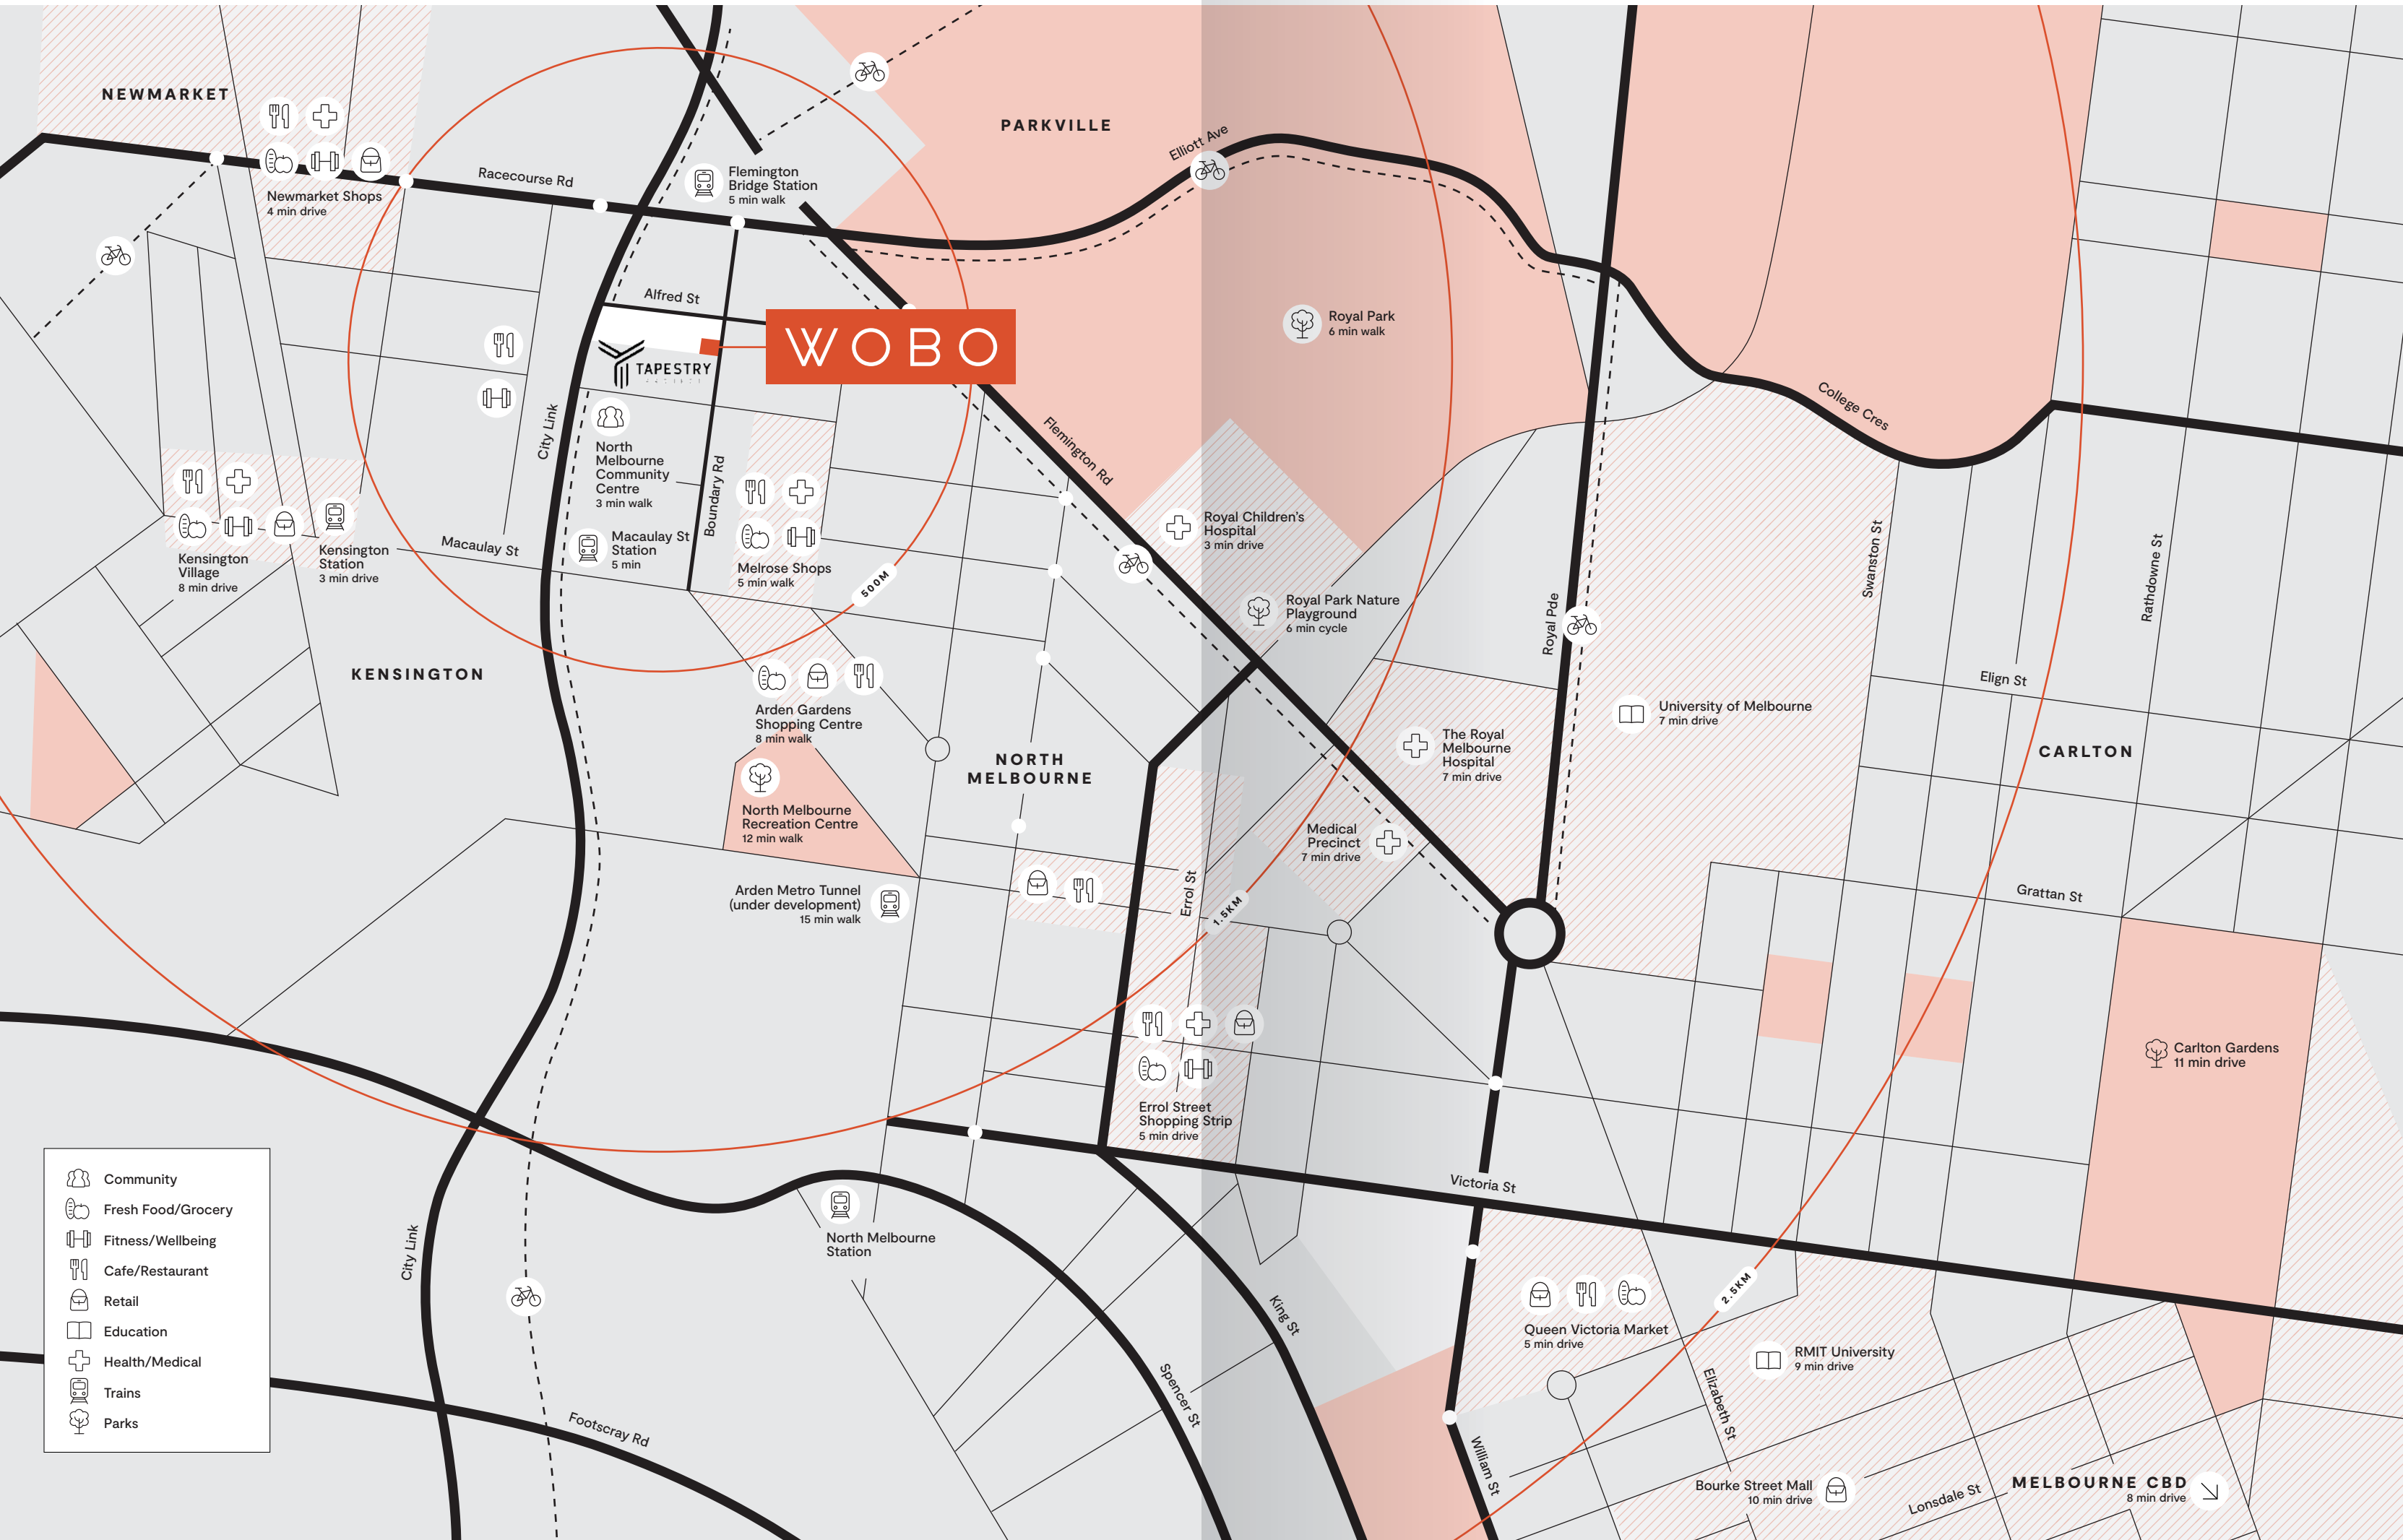 NEWMARKET
PARKVILLE
Elliott Ave
Racecourse Rd
Flemington
Bridge Station
5 min walk
Newmarket Shops
4 min drive
Alfred St
WOBO
TAPESTRY
Royal Park
6 min walk
College Cres
City Link
North
Melbourne
Community
Centre
3 min walk
Boundary Rd
Flemington Rd
Macaulay St
Station
5 min
Melrose Shops
5 min walk
500M
Macaulay St
Kensington
Village
8 min drive
Kensington
Station
3 min drive
Royal Children's
Hospital
3 min drive
Royal Park Nature
Playground
6 min cycle
Royal Pde
Swanston St
Rathdowne St
KENSINGTON
Elign St
University of Melbourne
7 min drive
Arden Gardens
Shopping Centre
8 min walk
NORTH
MELBOURNE
The Royal
Melbourne
Hospital
7 min drive
CARLTON
North Melbourne
Recreation Centre
12 min walk
Medical
Precinct
7 min drive
Arden Metro Tunnel
(under development)
15 min walk
Errol St
1.5KM
Grattan St
Carlton Gardens
11 min drive
Errol Street
Shopping Strip
5 min drive
Victoria St
City Link
North Melbourne
Station
King St
Spencer St
Queen Victoria Market
5 min drive
2.5KM
RMIT University
9 min drive
Elizabeth St
William St
Footscray Rd
Bourke Street Mall
10 min drive
Lonsdale St
MELBOURNE CBD
8 min drive
Community
Fresh Food/Grocery
Fitness/Wellbeing
Cafe/Restaurant
Retail
Education
Health/Medical
Trains
Parks